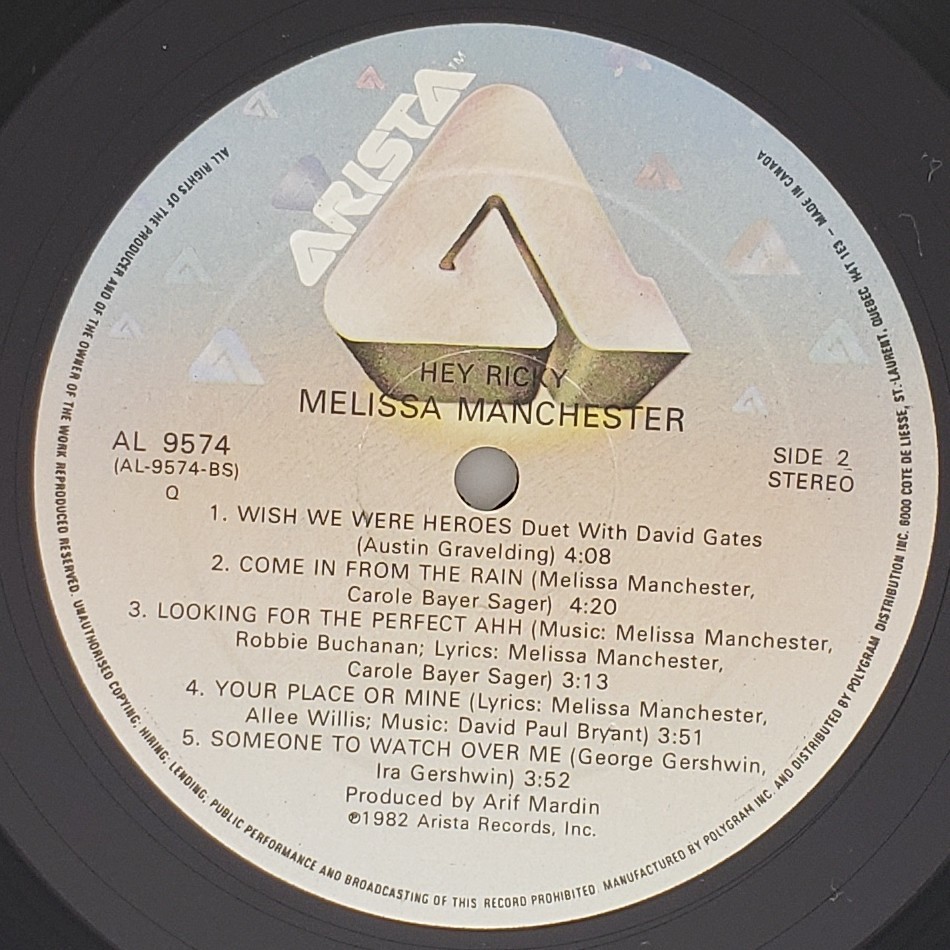 ARISTA™
HEY RICKY
MELISSA MANCHESTER
AL 9574
(AL-9574-BS)
Q
SIDE 2
STEREO
1. WISH WE WERE HEROES Duet With David Gates
(Austin Gravelding) 4:08
2. COME IN FROM THE RAIN (Melissa Manchester,
Carole Bayer Sager) 4:20
3. LOOKING FOR THE PERFECT AHH (Music: Melissa Manchester,
Robbie Buchanan; Lyrics: Melissa Manchester,
Carole Bayer Sager) 3:13
4. YOUR PLACE OR MINE (Lyrics: Melissa Manchester,
Allee Willis; Music: David Paul Bryant) 3:51
5. SOMEONE TO WATCH OVER ME (George Gershwin,
Ira Gershwin) 3:52
Produced by Arif Mardin
℗1982 Arista Records, Inc.
ALL RIGHTS OF THE PRODUCER AND OF THE OWNER OF THE WORK REPRODUCED RESERVED. UNAUTHORISED COPYING; HIRING; LENDING; PUBLIC PERFORMANCE AND BROADCASTING OF THIS RECORD PROHIBITED. MANUFACTURED BY POLYGRAM INC. AND DISTRIBUTED BY POLYGRAM DISTRIBUTION INC. 6000 COTE DE LIESSE, ST-LAURENT, QUEBEC H4T 1E3 – MADE IN CANADA